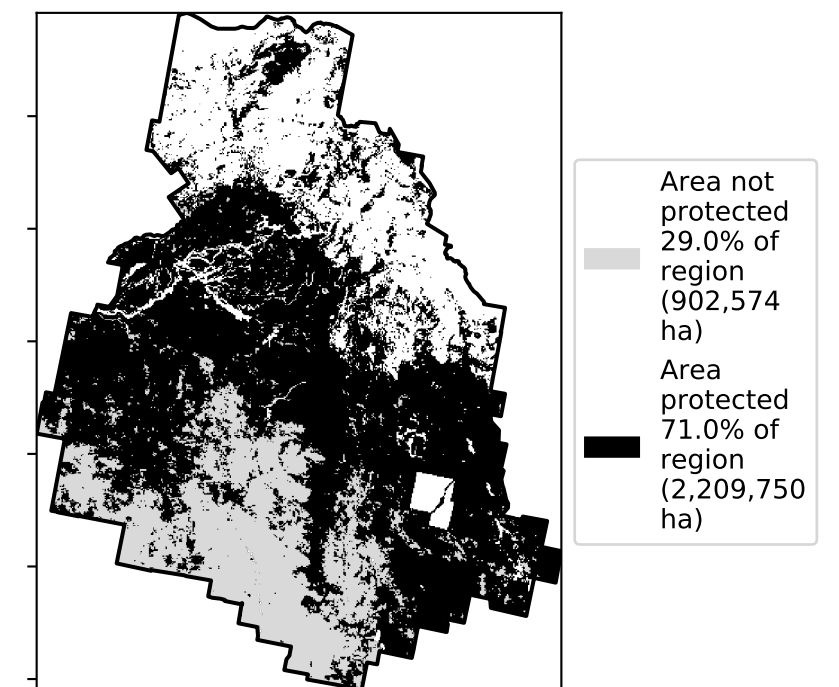 Area not
protected
29.0% of
region
(902,574
ha)
Area
protected
71.0% of
region
(2,209,750
ha)